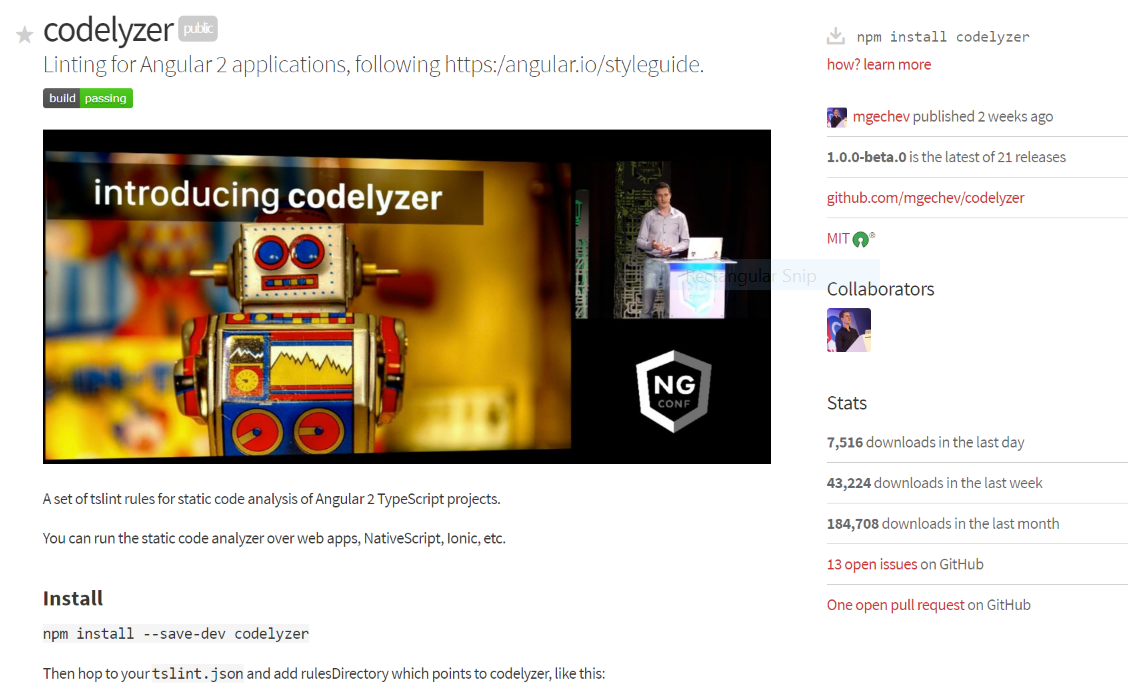 codelyzer public
Linting for Angular 2 applications, following https:/angular.io/styleguide.
build passing
introducing codelyzer
NG
CONF
A set of tslint rules for static code analysis of Angular 2 TypeScript projects.
You can run the static code analyzer over web apps, NativeScript, Ionic, etc.
Install
npm install --save-dev codelyzer
Then hop to your tslint.json and add rulesDirectory which points to codelyzer, like this:
npm install codelyzer
how? learn more
mgechev published 2 weeks ago
1.0.0-beta.0 is the latest of 21 releases
github.com/mgechev/codelyzer
MIT ®
Rectangular Snip
Collaborators
Stats
7,516 downloads in the last day
43,224 downloads in the last week
184,708 downloads in the last month
13 open issues on GitHub
One open pull request on GitHub